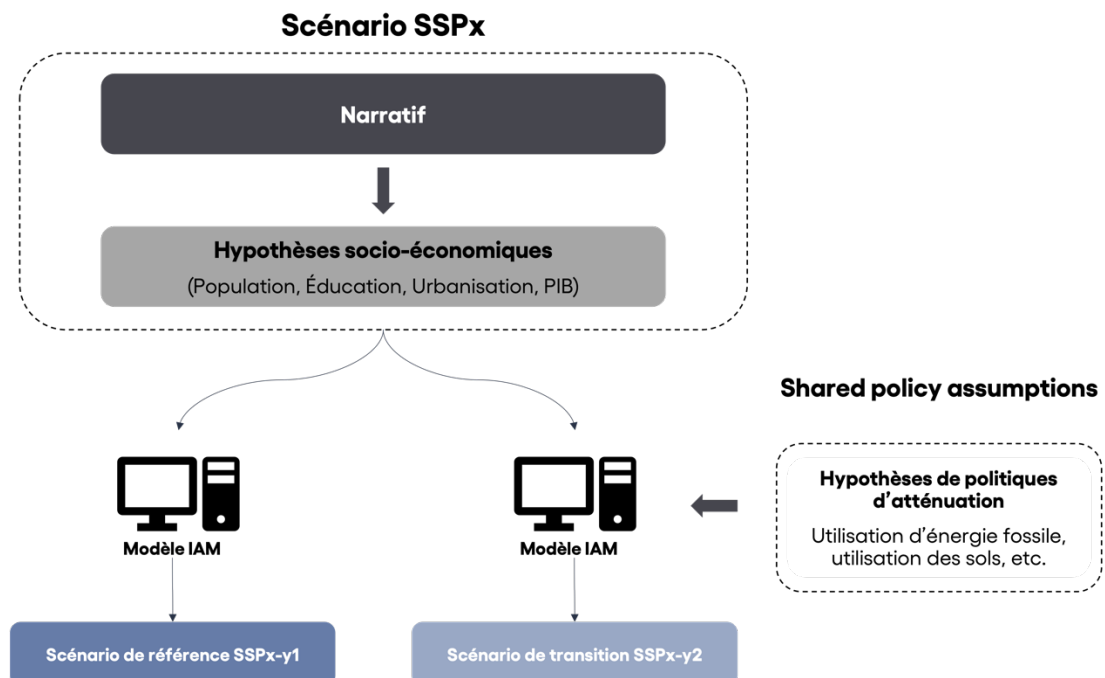 Scénario SSPx
Narratif
Hypothèses socio-économiques
(Population, Éducation, Urbanisation, PIB)
Shared policy assumptions
Hypothèses de politiques
d'atténuation
Utilisation d'énergie fossile,
utilisation des sols, etc.
Modèle IAM
Modèle IAM
Scénario de référence SSPx-y1
Scénario de transition SSPx-y2